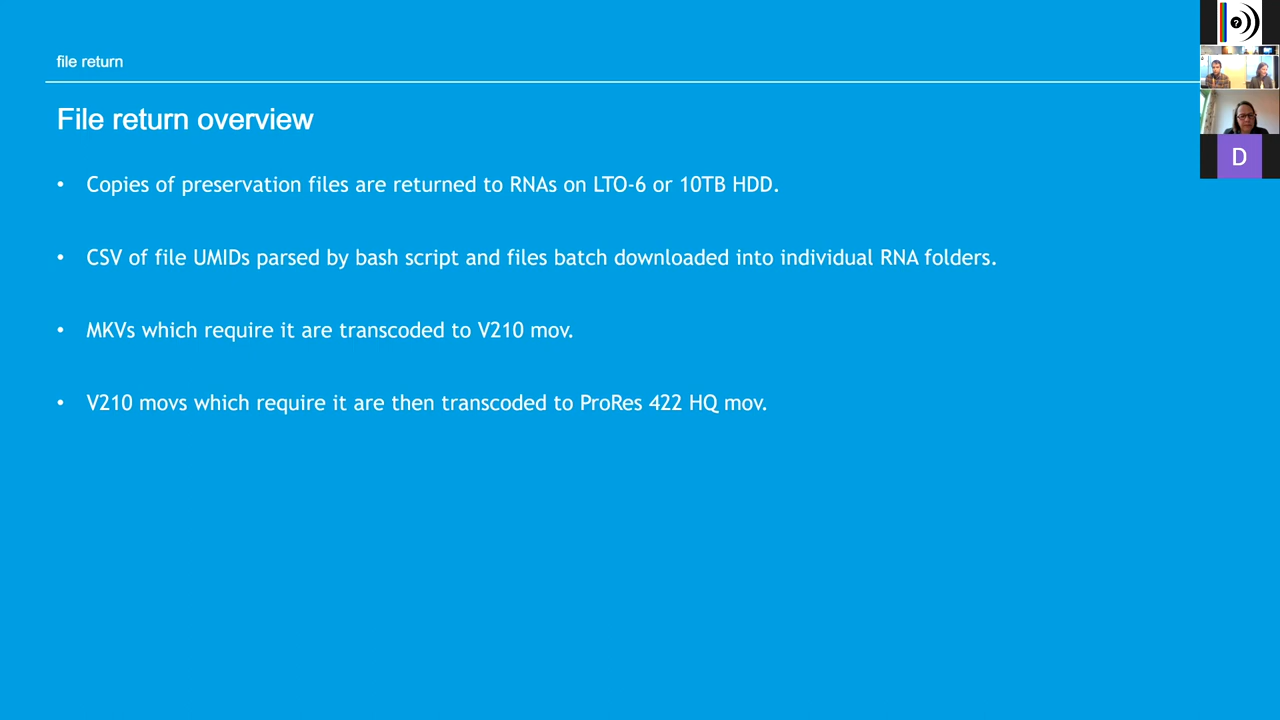 file return
File return overview
• Copies of preservation files are returned to RNAs on LTO-6 or 10TB HDD.
• CSV of file UMIDs parsed by bash script and files batch downloaded into individual RNA folders.
• MKVs which require it are transcoded to V210 mov.
• V210 movs which require it are then transcoded to ProRes 422 HQ mov.
?
D